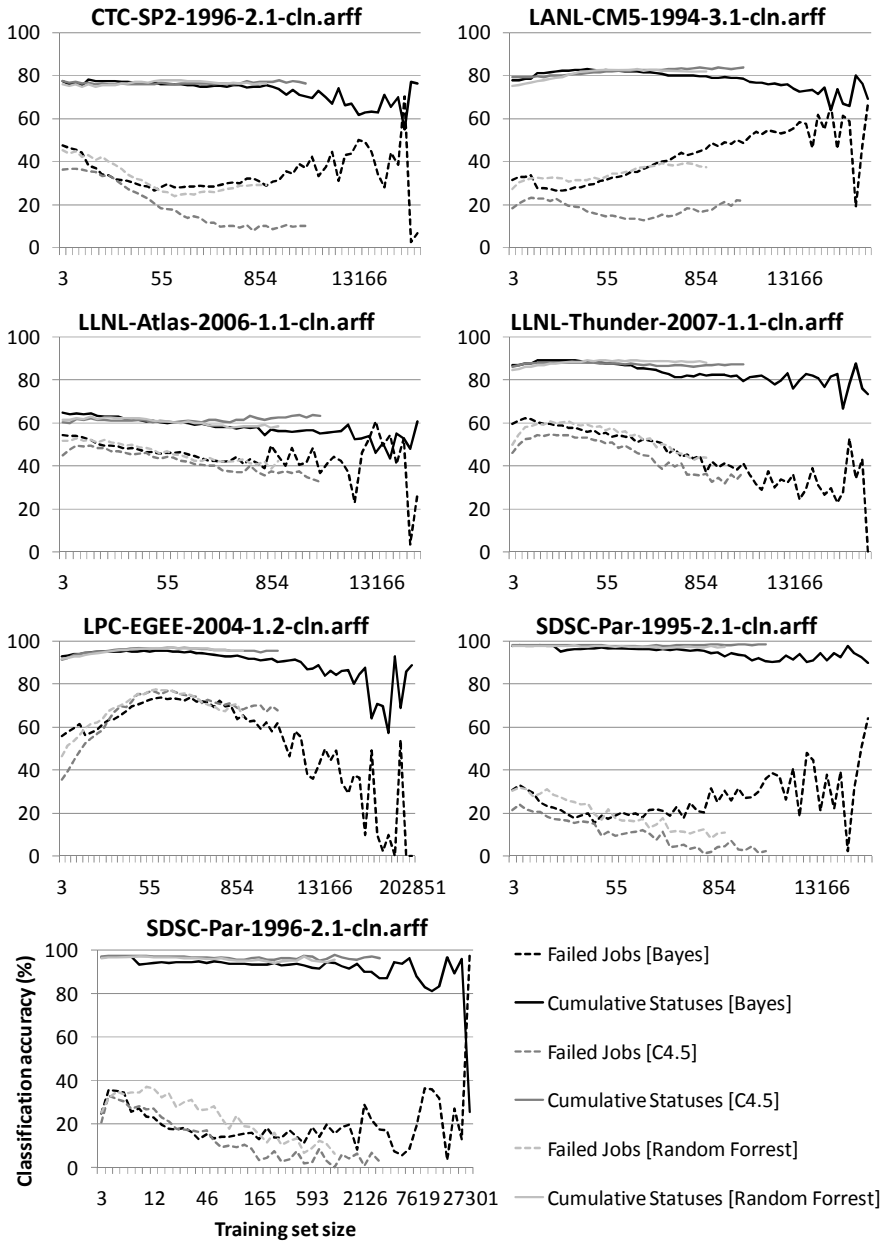 CTC-SP2-1996-2.1-cln.arff
100
80
60
40
20
0
3 55 854 13166
LANL-CM5-1994-3.1-cln.arff
100
80
60
40
20
0
3 55 854 13166
LLNL-Atlas-2006-1.1-cln.arff
100
80
60
40
20
0
3 55 854 13166
LLNL-Thunder-2007-1.1-cln.arff
100
80
60
40
20
0
3 55 854 13166
LPC-EGEE-2004-1.2-cln.arff
100
80
60
40
20
0
3 55 854 13166 202851
SDSC-Par-1995-2.1-cln.arff
100
80
60
40
20
0
3 55 854 13166
SDSC-Par-1996-2.1-cln.arff
Classification accuracy (%)
100
80
60
40
20
0
3 12 46 165 593 2126 7619 27301
Training set size
Failed Jobs [Bayes]
Cumulative Statuses [Bayes]
Failed Jobs [C4.5]
Cumulative Statuses [C4.5]
Failed Jobs [Random Forrest]
Cumulative Statuses [Random Forrest]